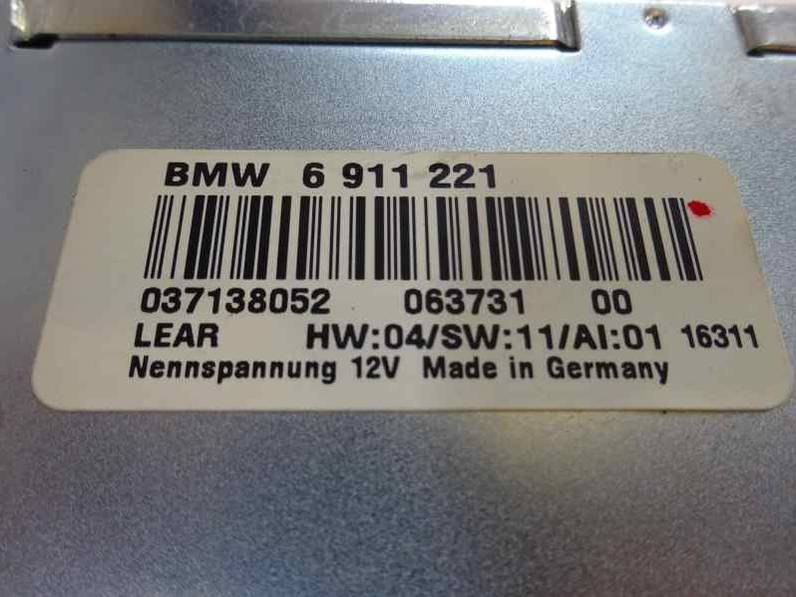 BMW 6 911 221
037138052 063731 00
LEAR HW:04/SW:11/AI:01 16311
Nennspannung 12V Made in Germany